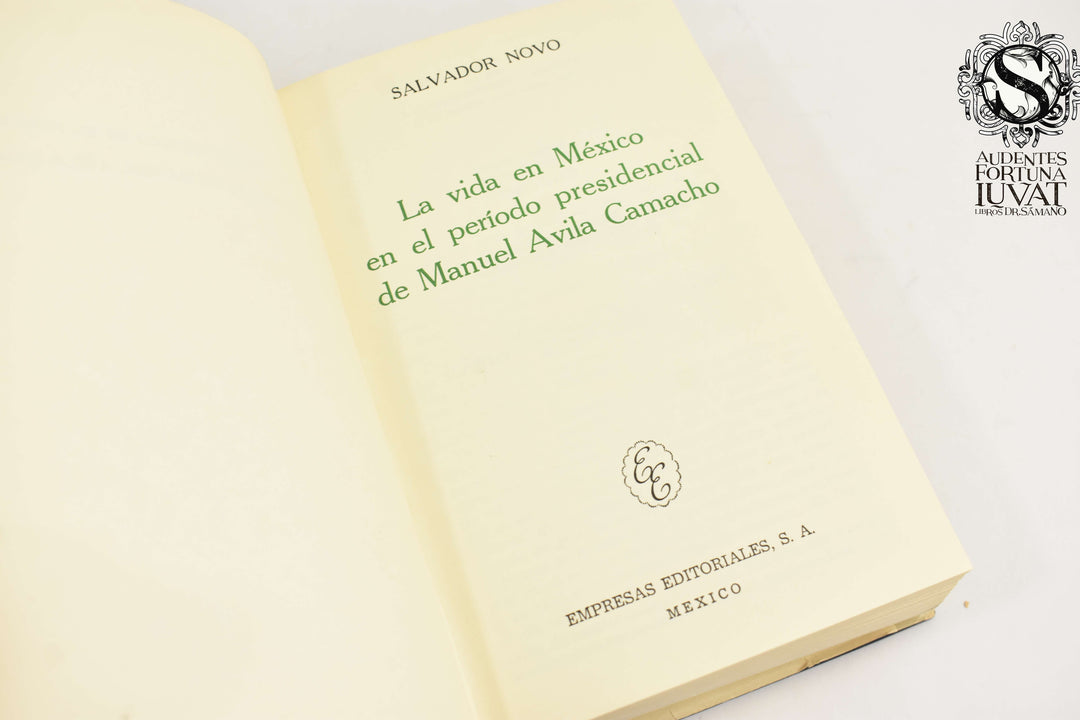 SALVADOR NOVO
La vida en México
en el período presidencial
de Manuel Avila Camacho
EE
EMPRESAS EDITORIALES, S. A.
MEXICO
S
AUDENTES
FORTUNA
IUVAT
LIBROS DR. SÁMANO